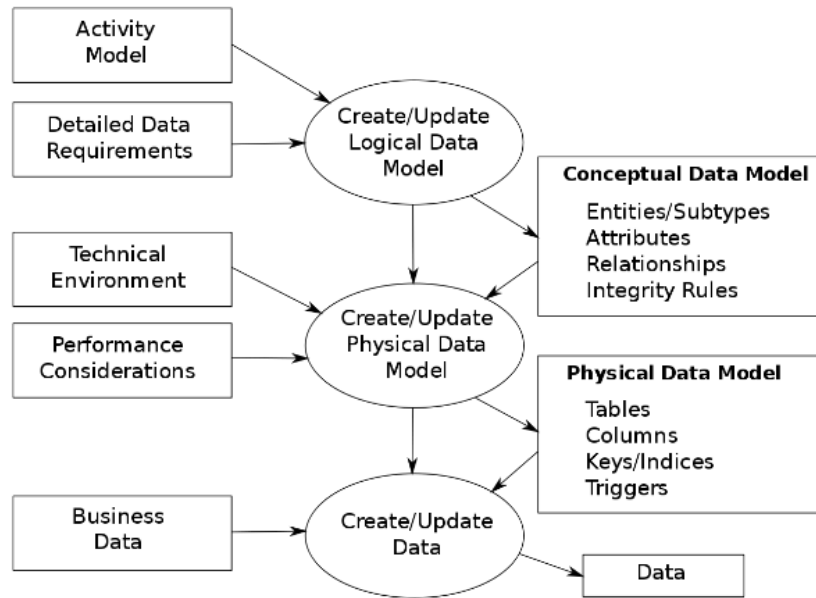 Activity
Model
Detailed Data
Requirements
Create/Update
Logical Data
Model
Conceptual Data Model
Entities/Subtypes
Attributes
Relationships
Integrity Rules
Technical
Environment
Performance
Considerations
Create/Update
Physical Data
Model
Physical Data Model
Tables
Columns
Keys/Indices
Triggers
Business
Data
Create/Update
Data
Data